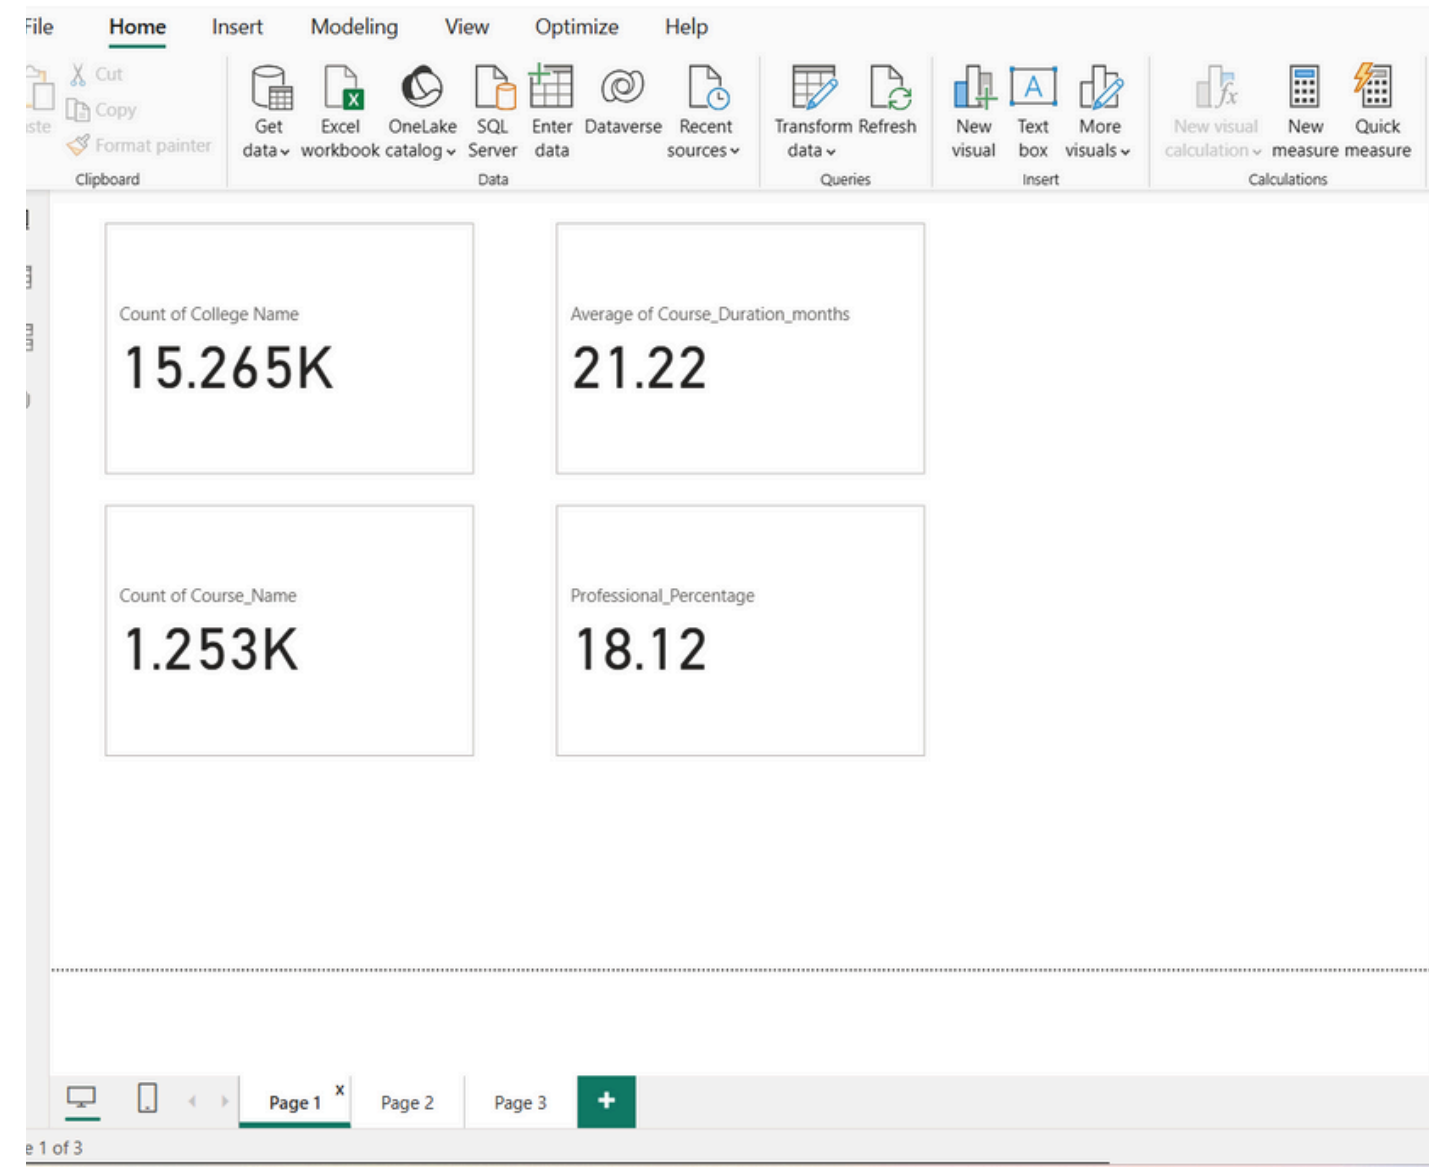 File Home Insert Modeling View Optimize Help
Cut
Copy
Format painter
Clipboard
Get data
Excel workbook
OneLake catalog
SQL Server
Enter data
Dataverse
Recent sources
Data
Transform data
Refresh
Queries
New visual
Text box
More visuals
Insert
New visual calculation
New measure
Quick measure
Calculations
Count of College Name
15.265K
Average of Course_Duration_months
21.22
Count of Course_Name
1.253K
Professional_Percentage
18.12
Page 1 x Page 2 Page 3 +
1 of 3